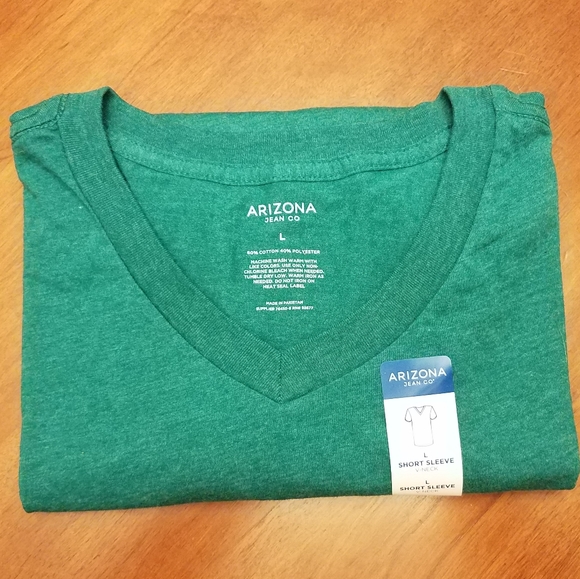 ARIZONA
JEAN CO
L
60% COTTON 40% POLYESTER
MACHINE WASH WARM WITH
LIKE COLORS. USE ONLY NON-
CHLORINE BLEACH WHEN NEEDED.
TUMBLE DRY LOW. WARM IRON AS
NEEDED. DO NOT IRON ON
HEAT SEAL LABEL
MADE IN PAKISTAN
SUPPLIER
ARIZONA
JEAN CO
L
SHORT SLEEVE
V-NECK
L
SHORT SLEEVE